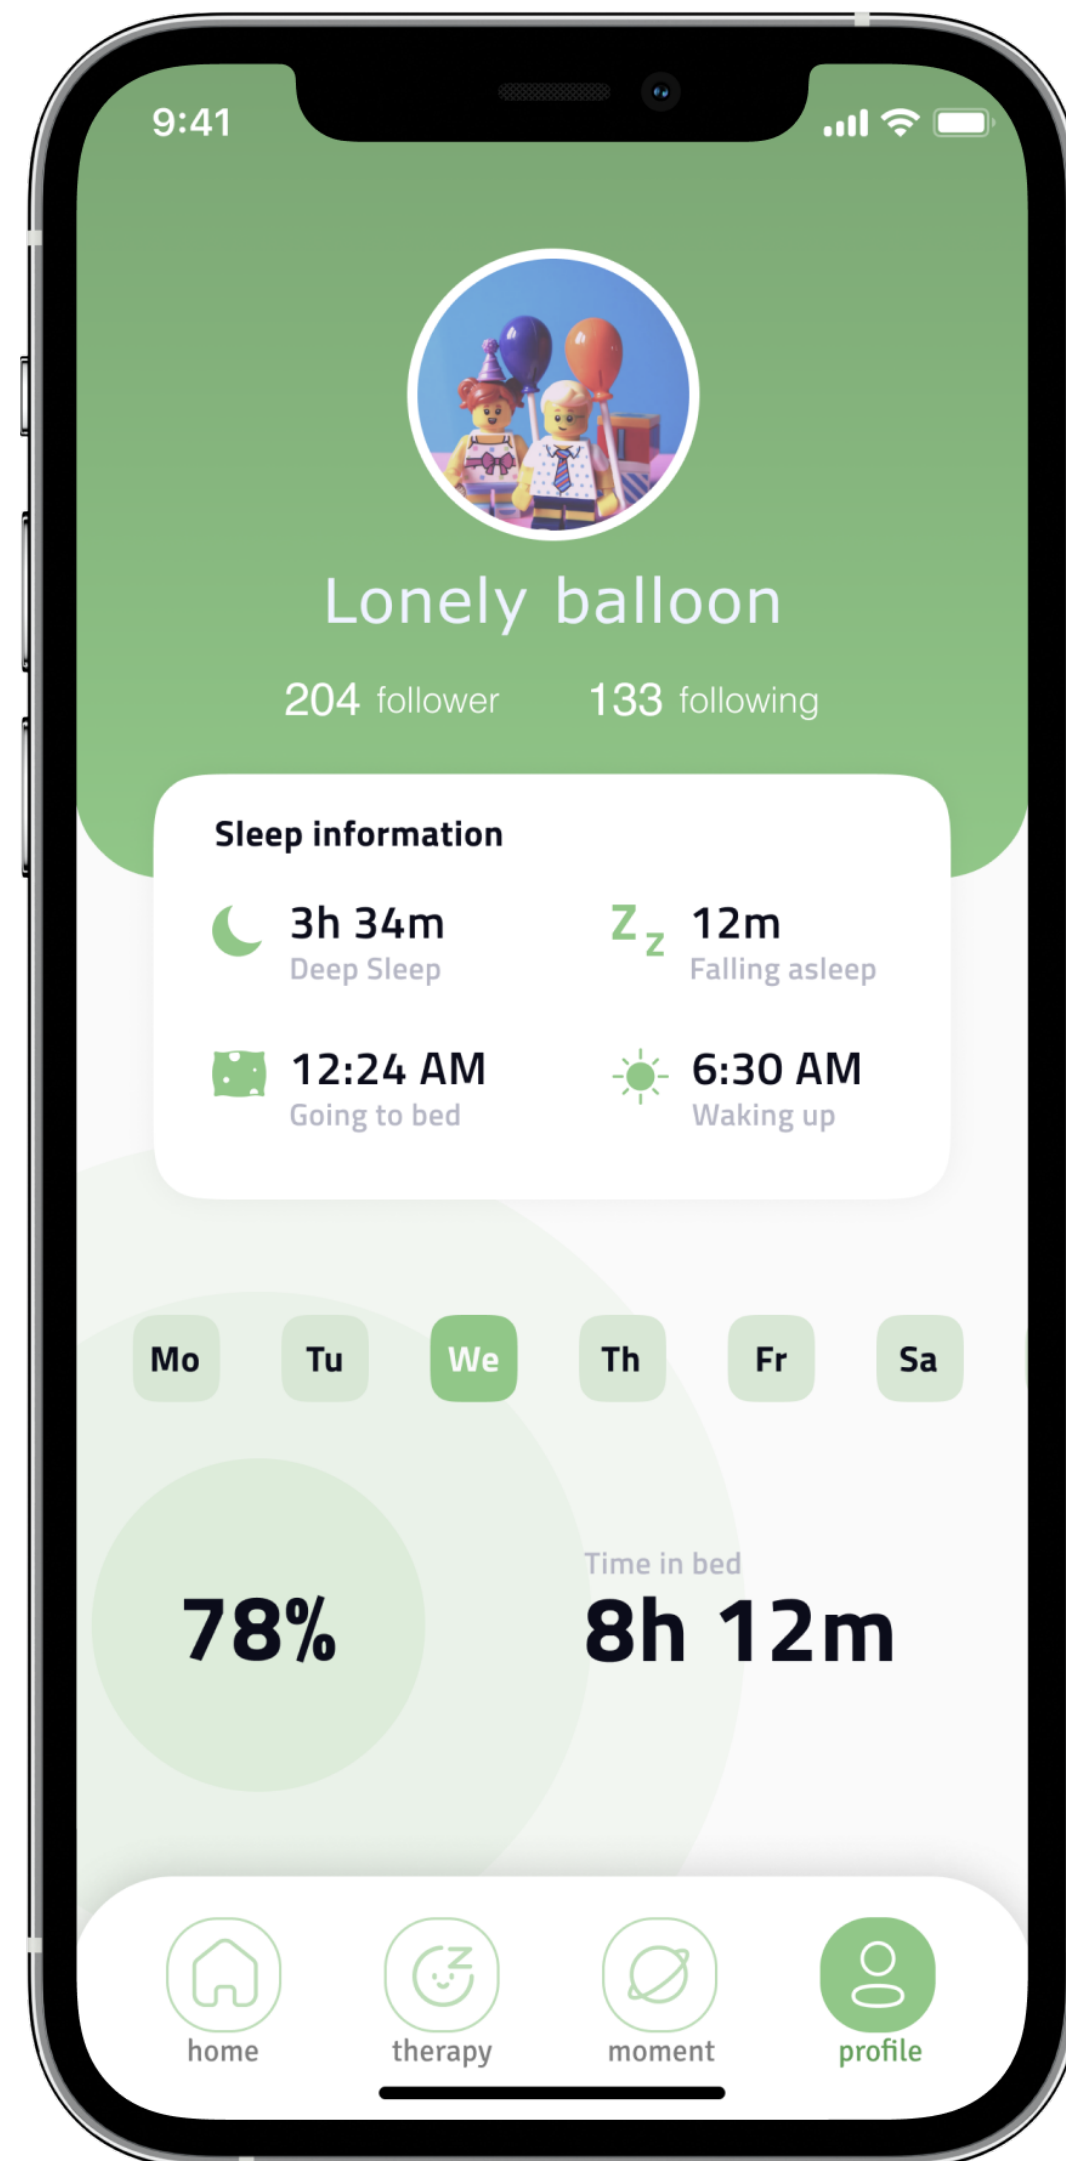 9:41
Lonely balloon
204 follower 133 following
Sleep information
3h 34m 12m
Deep Sleep Falling asleep
12:24 AM 6:30 AM
Going to bed Waking up
Mo Tu We Th Fr Sa
Time in bed
78% 8h 12m
home therapy moment profile